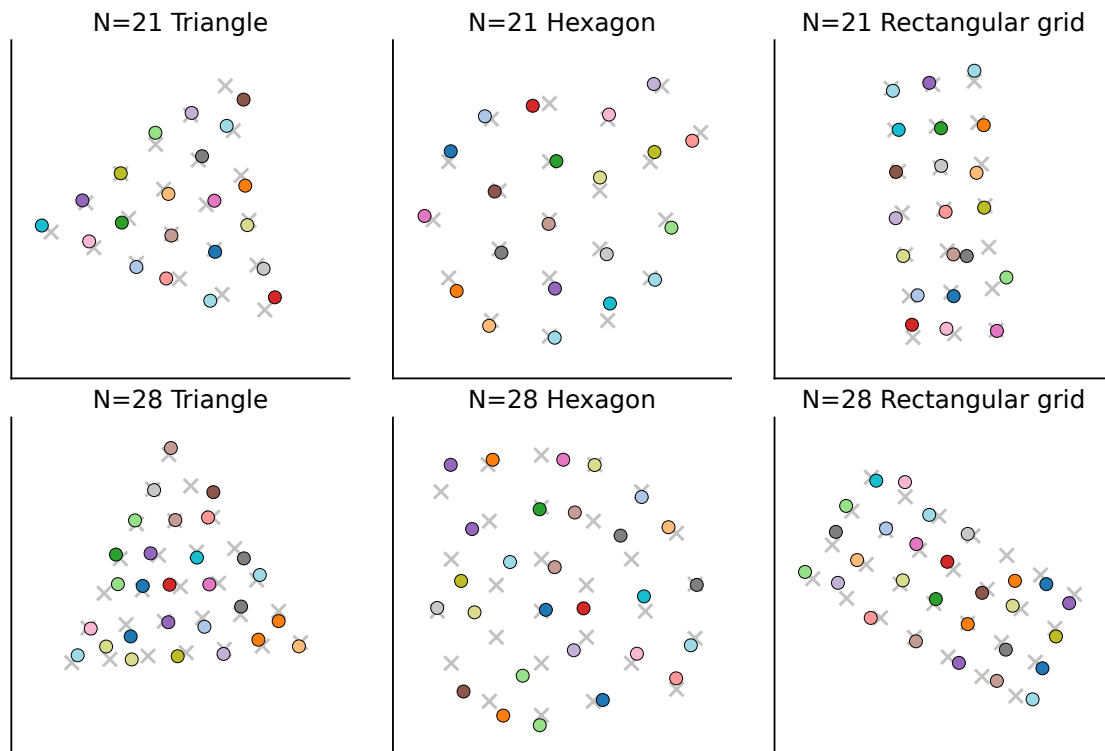 N=21 Triangle
N=21 Hexagon
N=21 Rectangular grid
N=28 Triangle
N=28 Hexagon
N=28 Rectangular grid